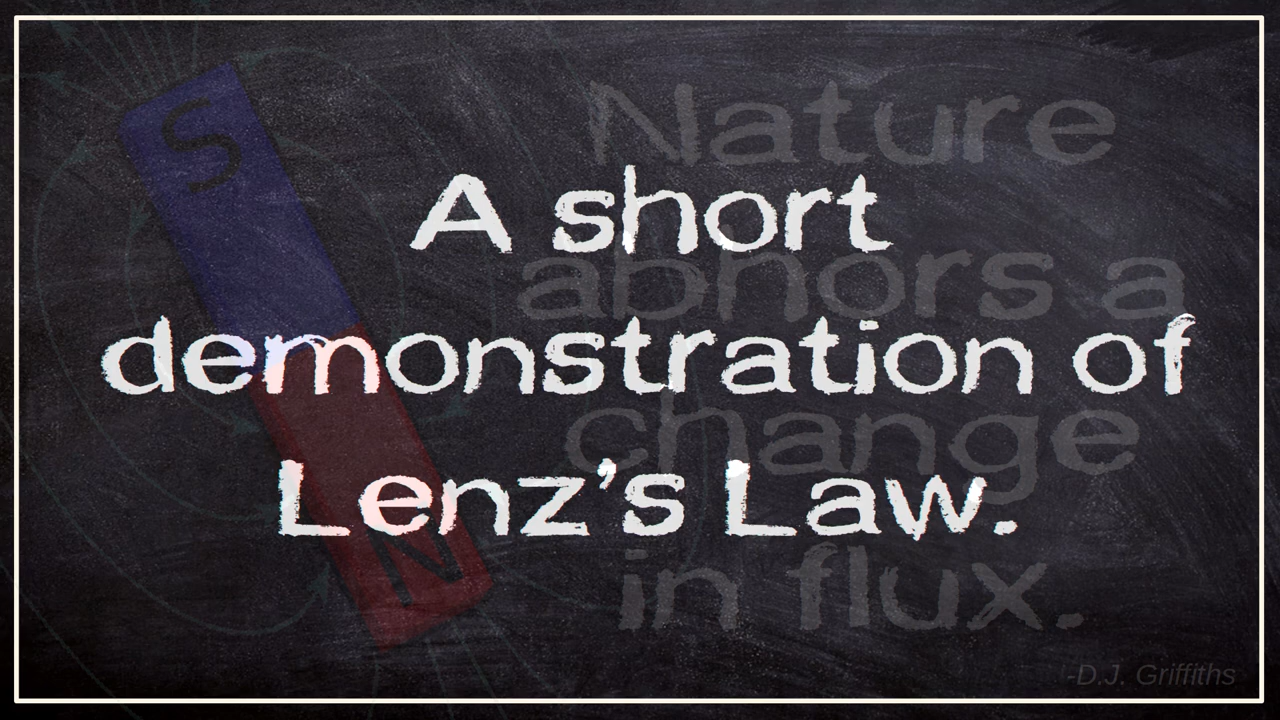 S
Nature
A short
abhors a
demonstration of
change
Lenz’s Law.
N
in flux.
-D.J. Griffiths